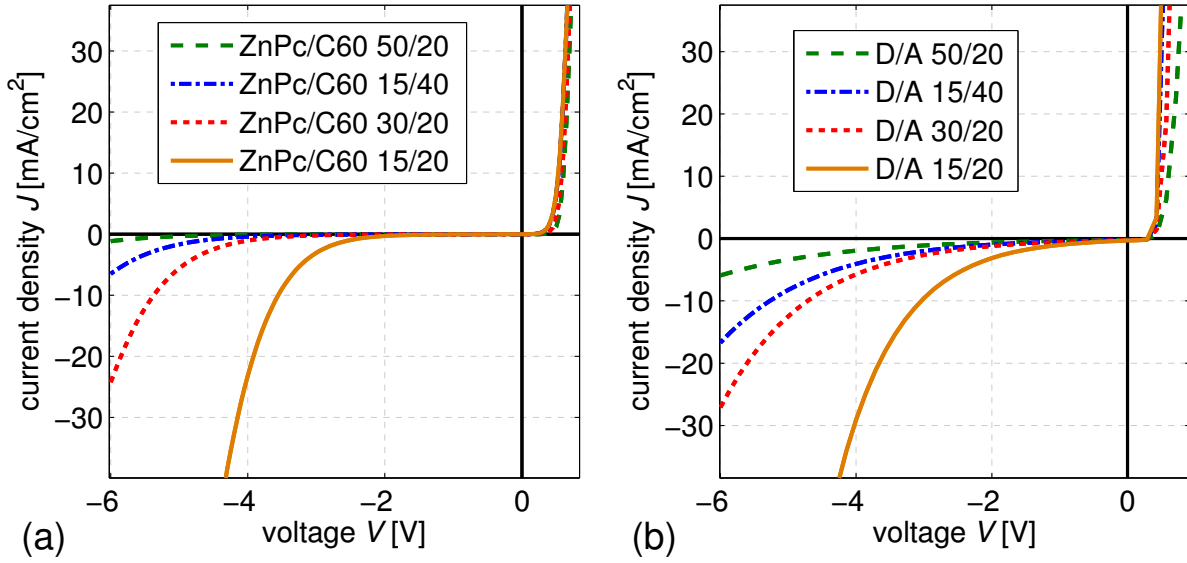 30
20
10
0
−10
−20
−30
−6
−4
−2
0
current density J [mA/cm²]
voltage V [V]
ZnPc/C60 50/20
ZnPc/C60 15/40
ZnPc/C60 30/20
ZnPc/C60 15/20
(a)
30
20
10
0
−10
−20
−30
−6
−4
−2
0
current density J [mA/cm²]
voltage V [V]
D/A 50/20
D/A 15/40
D/A 30/20
D/A 15/20
(b)